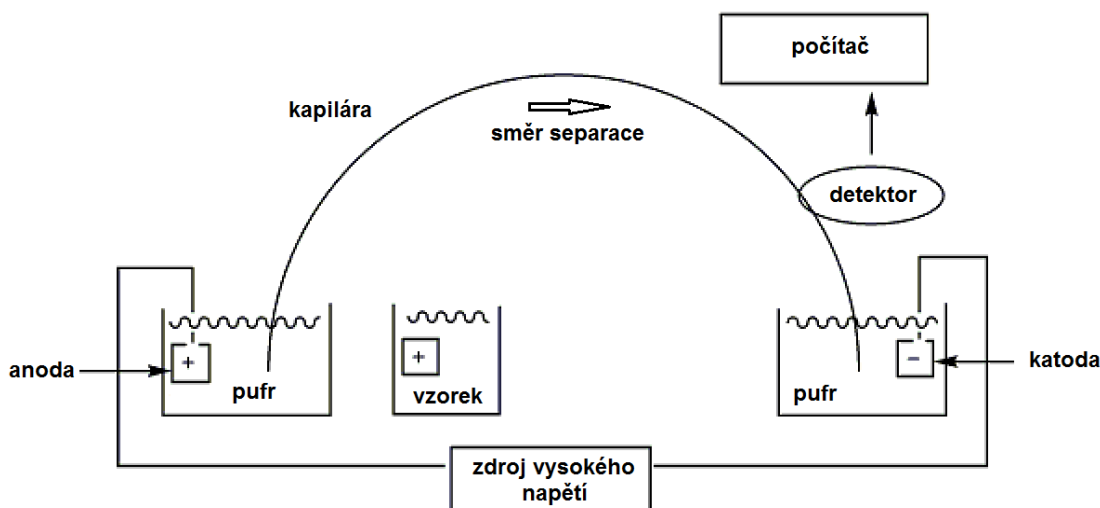 počítač
kapilára
směr separace
detektor
anoda
+
pufr
+
vzorek
pufr
−
katoda
zdroj vysokého
napětí